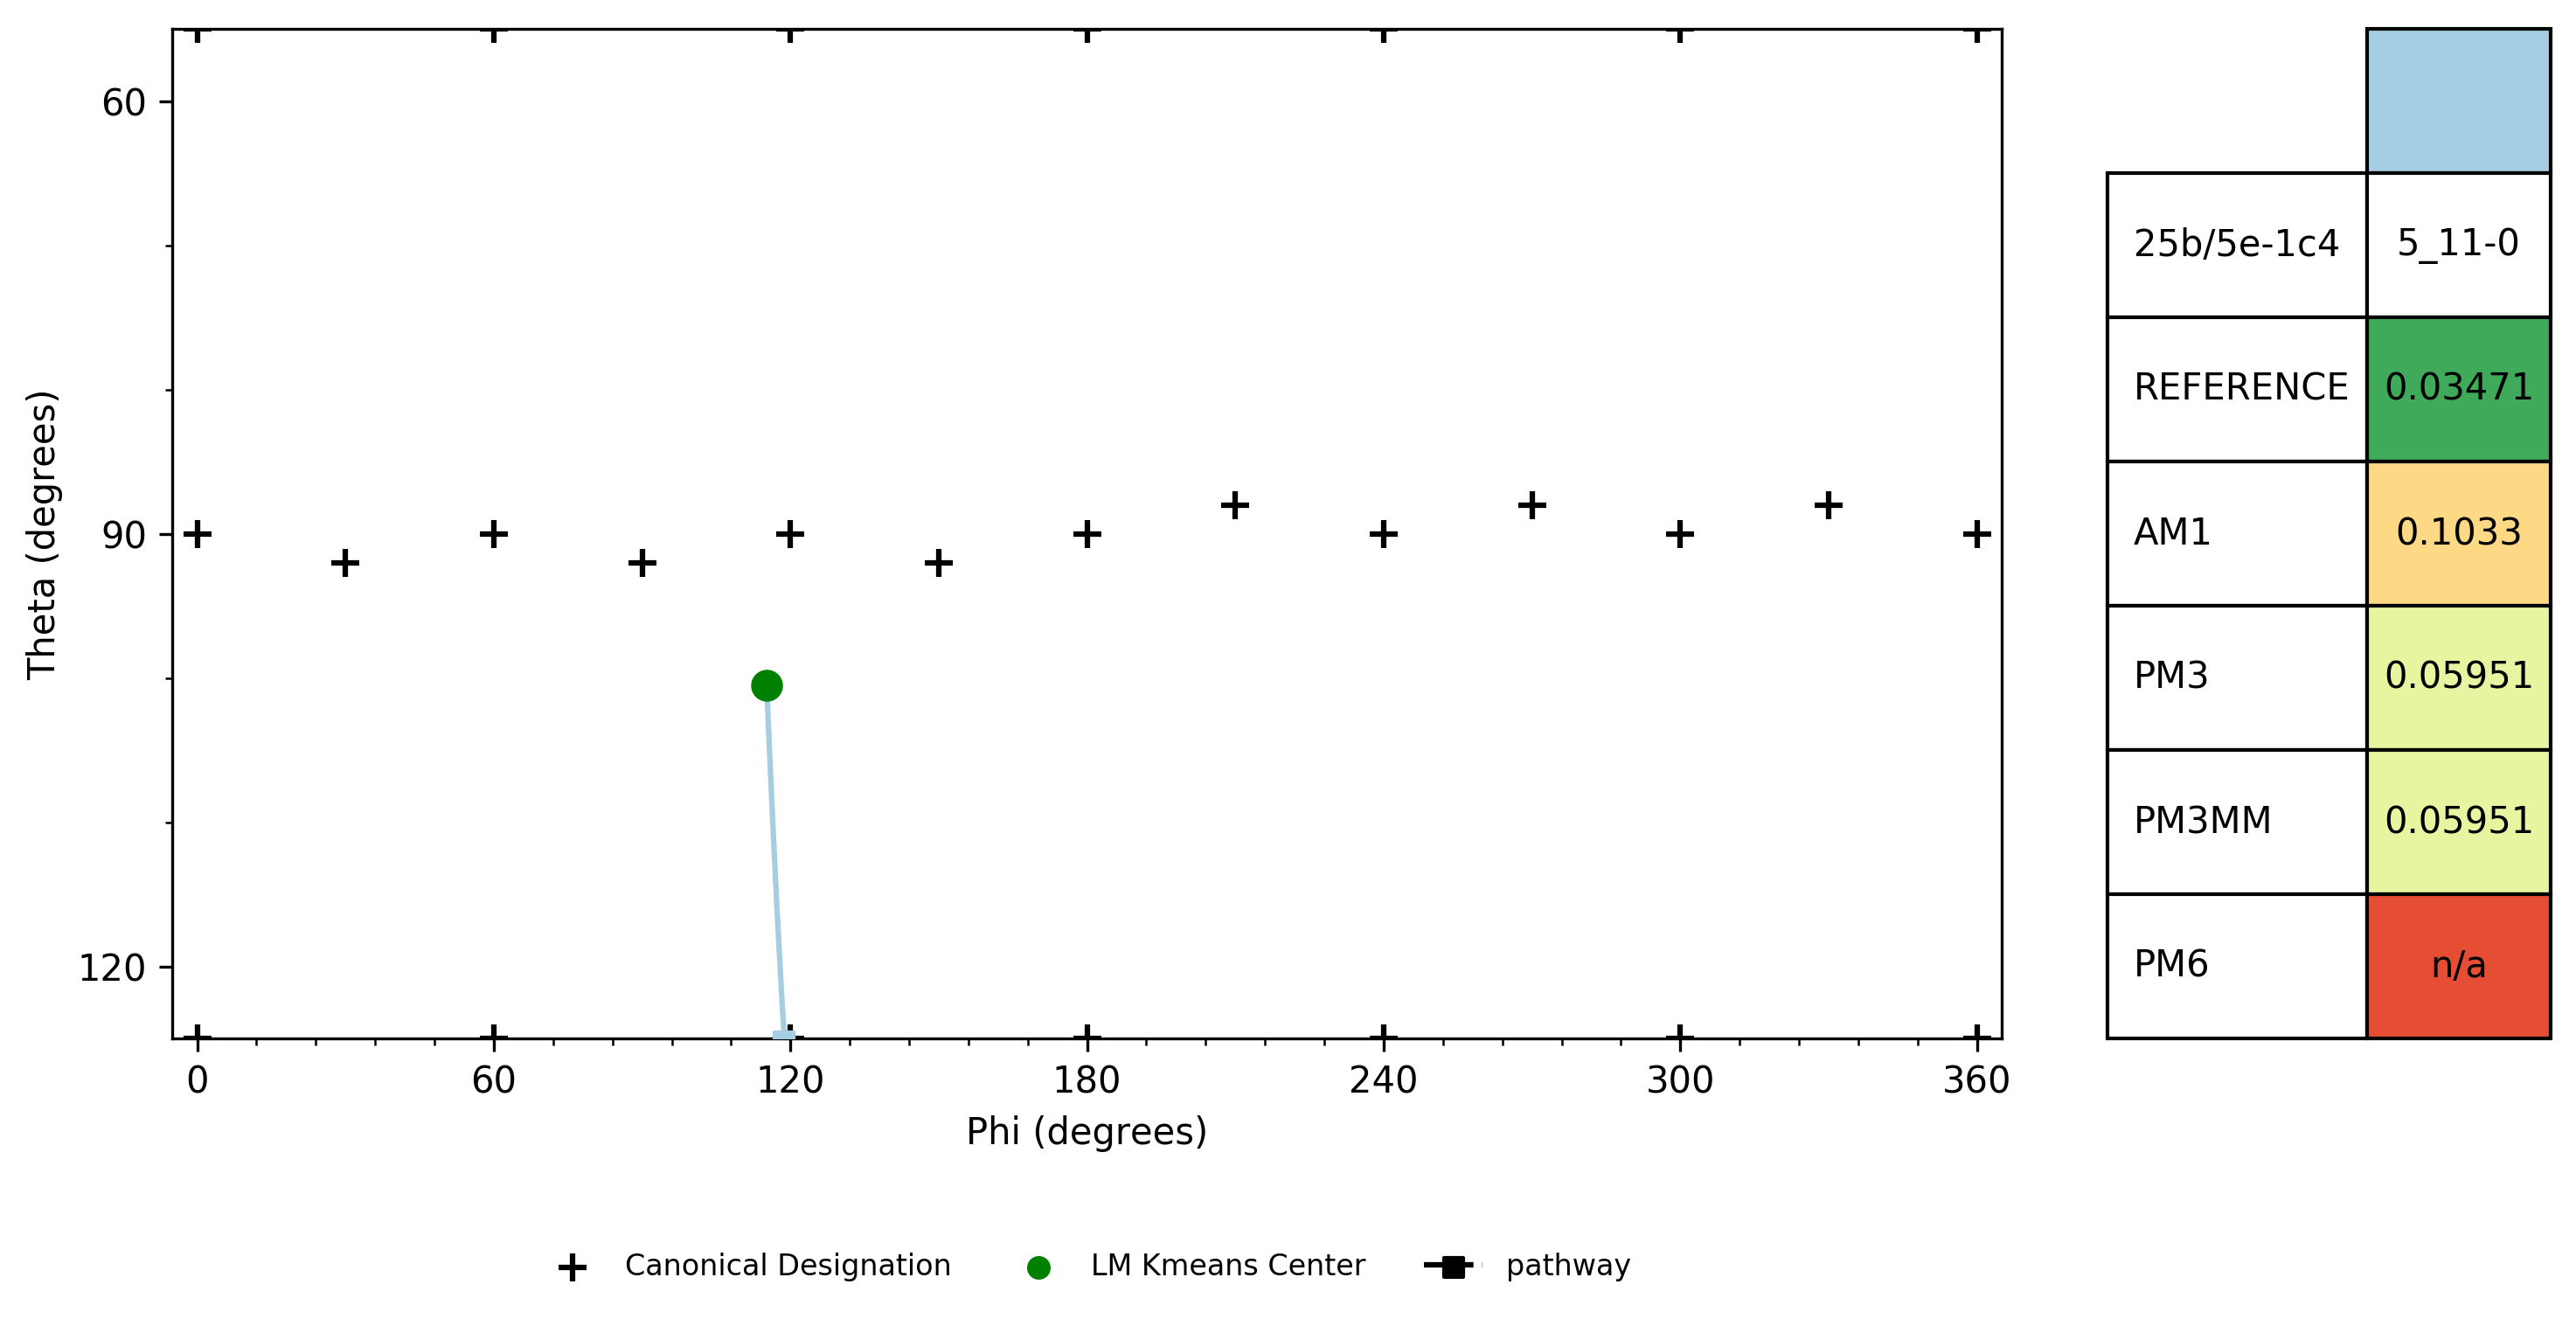 60
90
120
Theta (degrees)
0 60 120 180 240 300 360
Phi (degrees)
Canonical Designation LM Kmeans Center pathway
25b/5e-1c4 5_11-0
REFERENCE 0.03471
AM1 0.1033
PM3 0.05951
PM3MM 0.05951
PM6 n/a